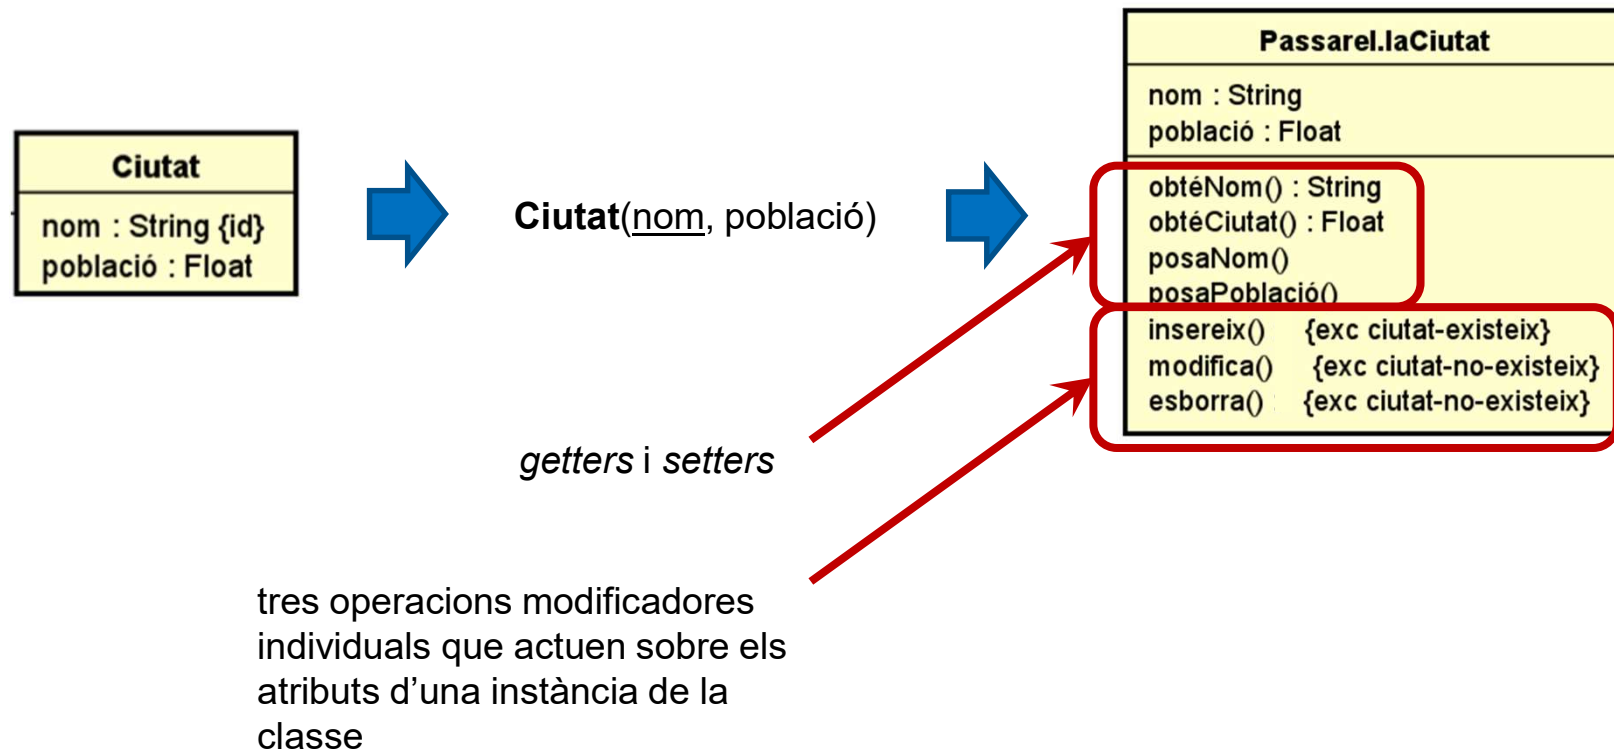 Ciutat
nom : String {id}
població : Float
Ciutat(nom, població)
Passarel.laCiutat
nom : String
població : Float
obtéNom() : String
obtéCiutat() : Float
posaNom()
posaPoblació()
insereix() {exc ciutat-existeix}
modifica() {exc ciutat-no-existeix}
esborra() {exc ciutat-no-existeix}
getters i setters
tres operacions modificadores
individuals que actuen sobre els
atributs d’una instància de la
classe